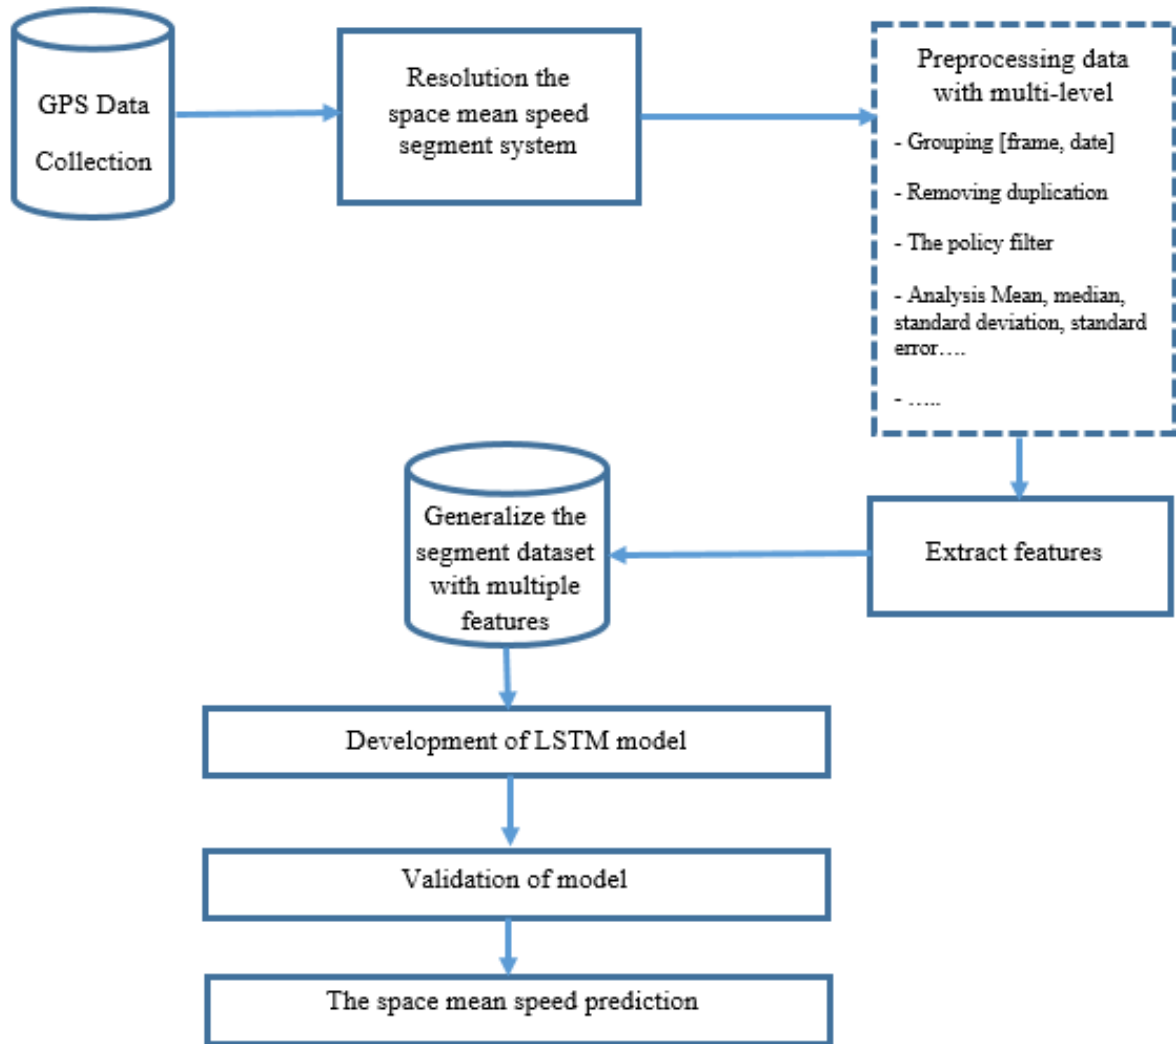 GPS Data
Collection
Resolution the
space mean speed
segment system
Preprocessing data
with multi-level
- Grouping [frame, date]
- Removing duplication
- The policy filter
- Analysis Mean, median,
standard deviation, standard
error….
- …..
Extract features
Generalize the
segment dataset
with multiple
features
Development of LSTM model
Validation of model
The space mean speed prediction